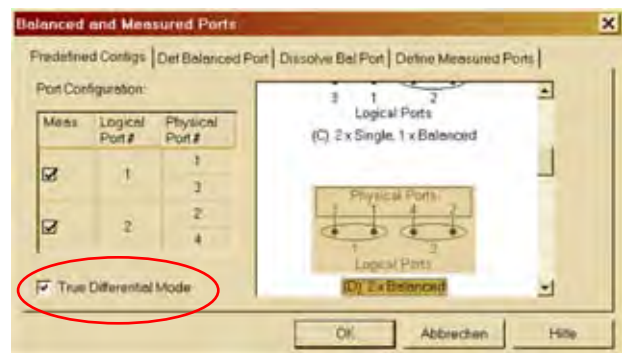 Balanced and Measured Ports
Predefined Configs Def Balanced Port Dissolve Bal Port Define Measured Ports
Port Configuration:
Meas Logical Port # Physical Port #
1
1
3
2
2
4
True Differential Mode
3 1 2
Logical Ports
(C) 2 x Single, 1 x Balanced
Physical Ports:
1 4 2
1 2
Logical Ports
(D) 2 x Balanced
OK Abbrechen Hilfe